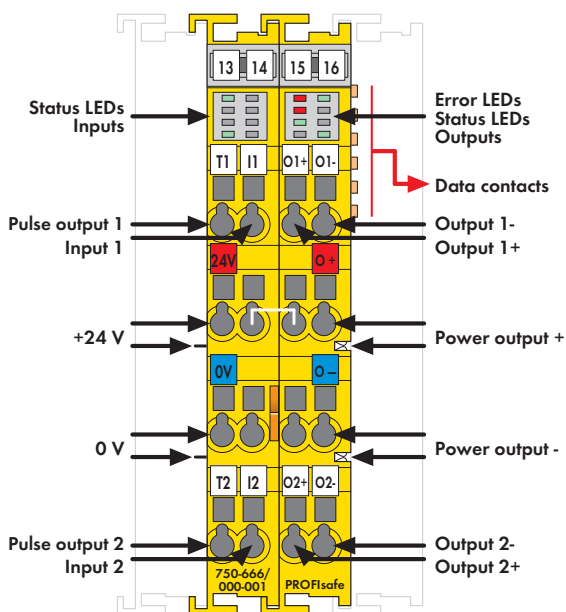 13 14 15 16
Status LEDs
Inputs
Error LEDs
Status LEDs
Outputs
T1 I1 O1+ O1-
Data contacts
Pulse output 1
Input 1
Output 1-
Output 1+
24V O +
+24 V
Power output +
0V O –
0 V
Power output -
T2 I2 O2+ O2-
Pulse output 2
Input 2
Output 2-
Output 2+
750-666/
000-001
PROFIsafe